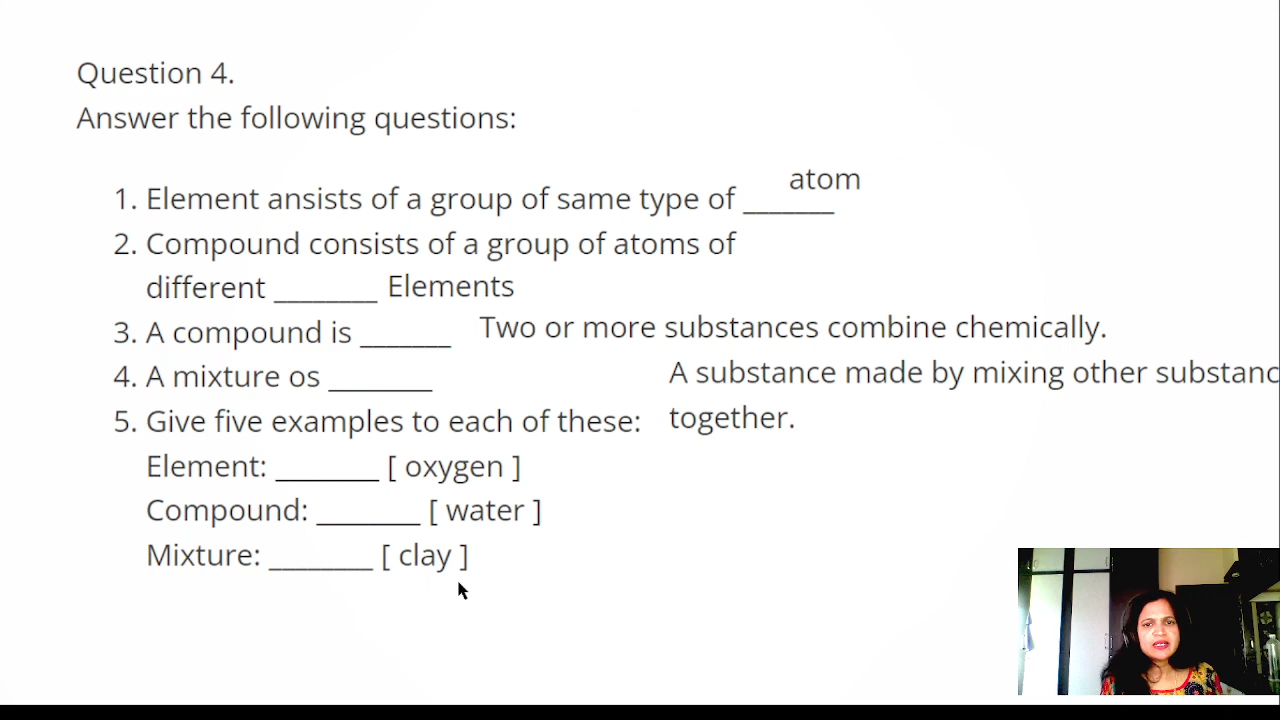 Question 4.
Answer the following questions:
atom
1. Element ansists of a group of same type of _______
2. Compound consists of a group of atoms of
different ________ Elements
3. A compound is _______ Two or more substances combine chemically.
4. A mixture os ________ A substance made by mixing other substanc
5. Give five examples to each of these: together.
Element: ________ [ oxygen ]
Compound: ________ [ water ]
Mixture: ________ [ clay ]